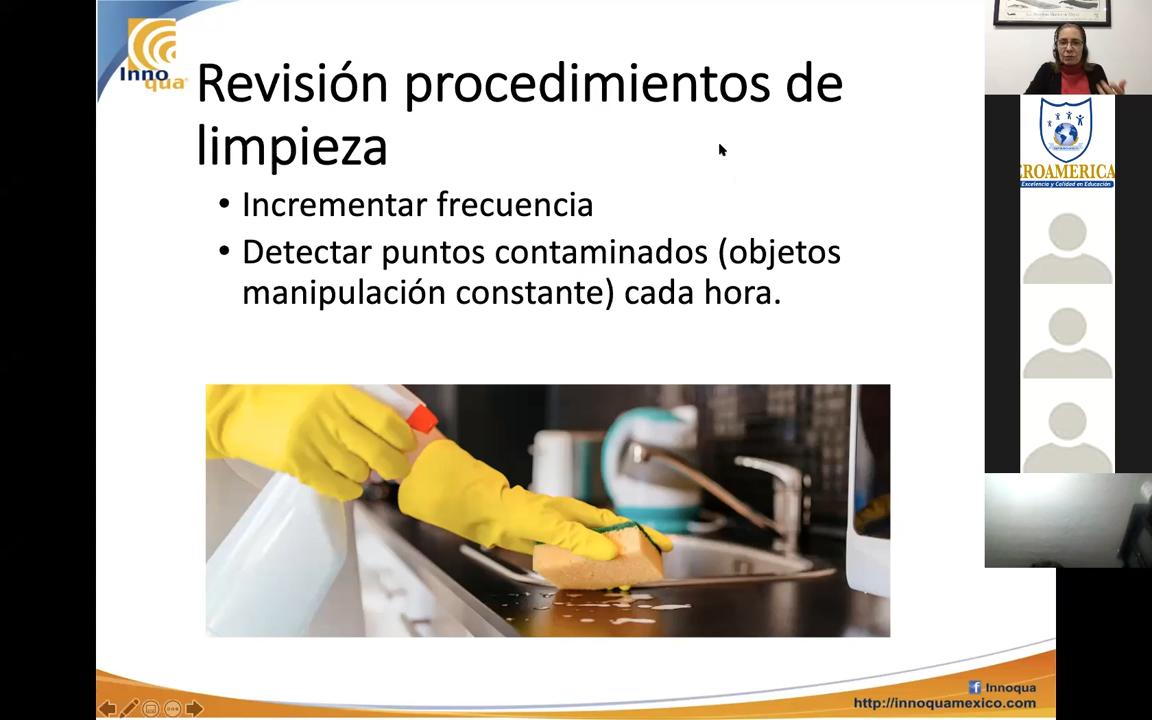 Inno
qua®
Revisión procedimientos de
limpieza
• Incrementar frecuencia
• Detectar puntos contaminados (objetos
manipulación constante) cada hora.
EROAMERICA
Excelencia y Calidad en Educación
Innoqua
http://innoquamexico.com